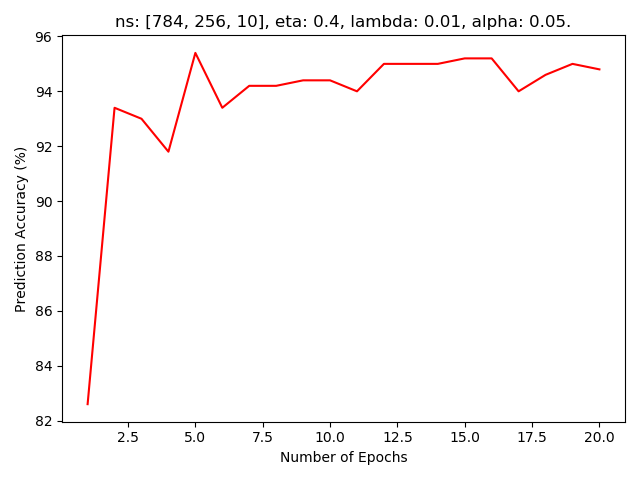 ns: [784, 256, 10], eta: 0.4, lambda: 0.01, alpha: 0.05.
96
94
92
90
88
86
84
82
Prediction Accuracy (%)
2.5 5.0 7.5 10.0 12.5 15.0 17.5 20.0
Number of Epochs